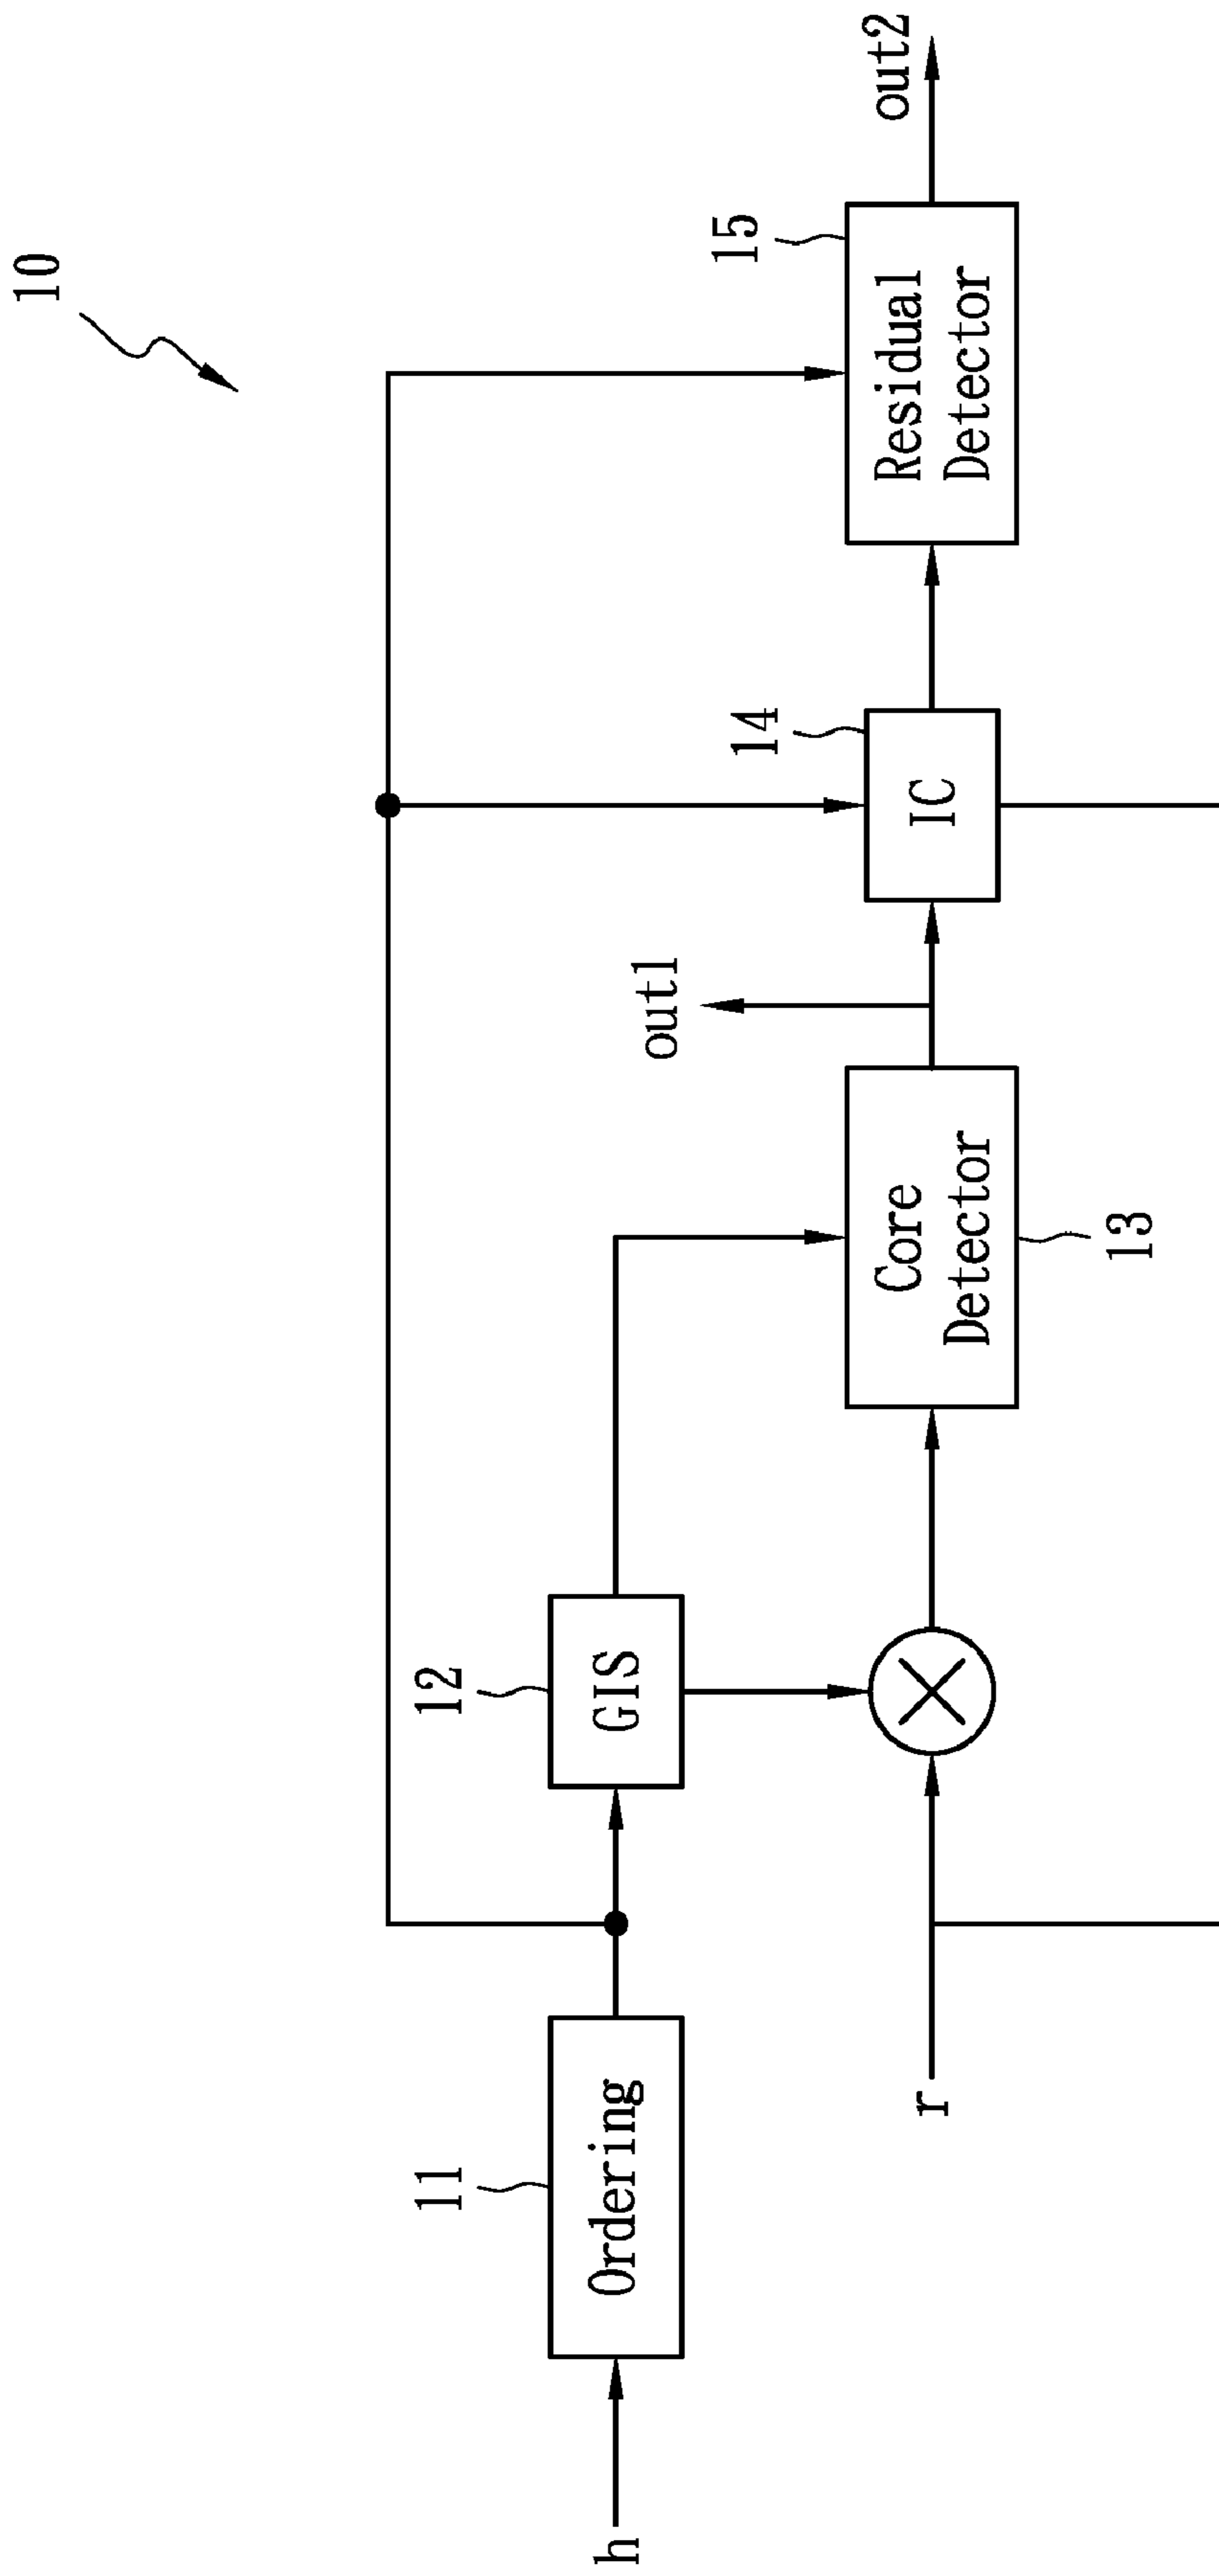 10
h
Ordering
11
GIS
12
r
Core
Detector
13
out1
IC
14
Residual
Detector
15
out2